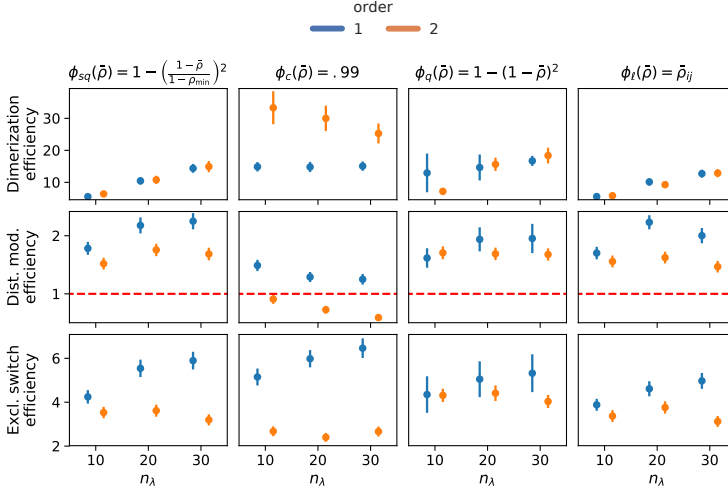 order
1 2
ϕ_sq(ρ̄) = 1 − ((1−ρ̄)/(1−ρ_min))² ϕ_c(ρ̄) = .99 ϕ_q(ρ̄) = 1 − (1 − ρ̄)² ϕ_ℓ(ρ̄) = ρ̄_ij
Dimerization
efficiency
30
20
10
Dist. mod.
efficiency
2
1
Excl. switch
efficiency
6
4
2
10 20 30 10 20 30 10 20 30 10 20 30
n_λ n_λ n_λ n_λ